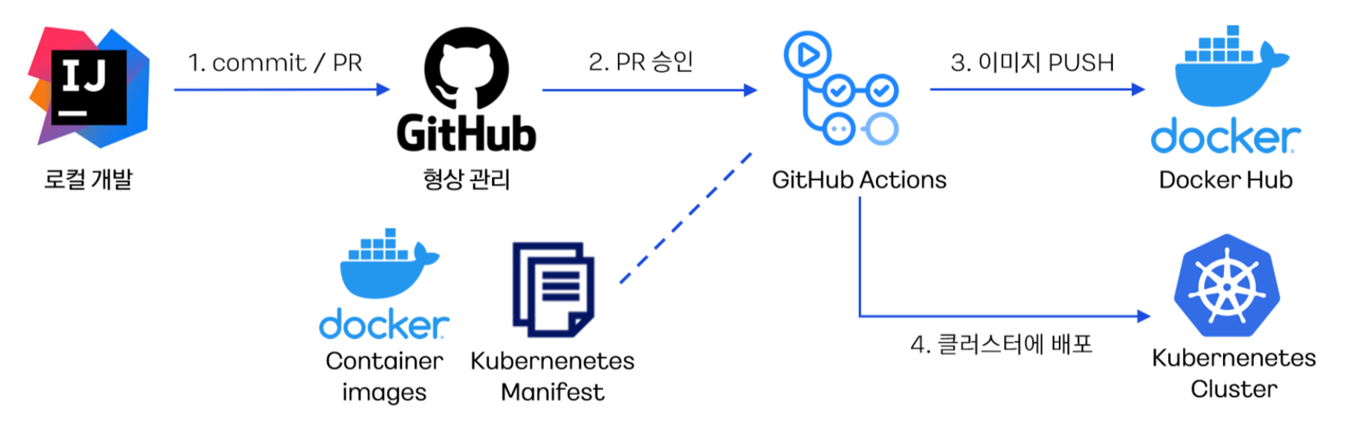 1. commit / PR
2. PR 승인
3. 이미지 PUSH
IJ
GitHub
docker
로컬 개발
형상 관리
GitHub Actions
Docker Hub
docker
Container
images
Kubernenetes
Manifest
4. 클러스터에 배포
Kubernenetes
Cluster